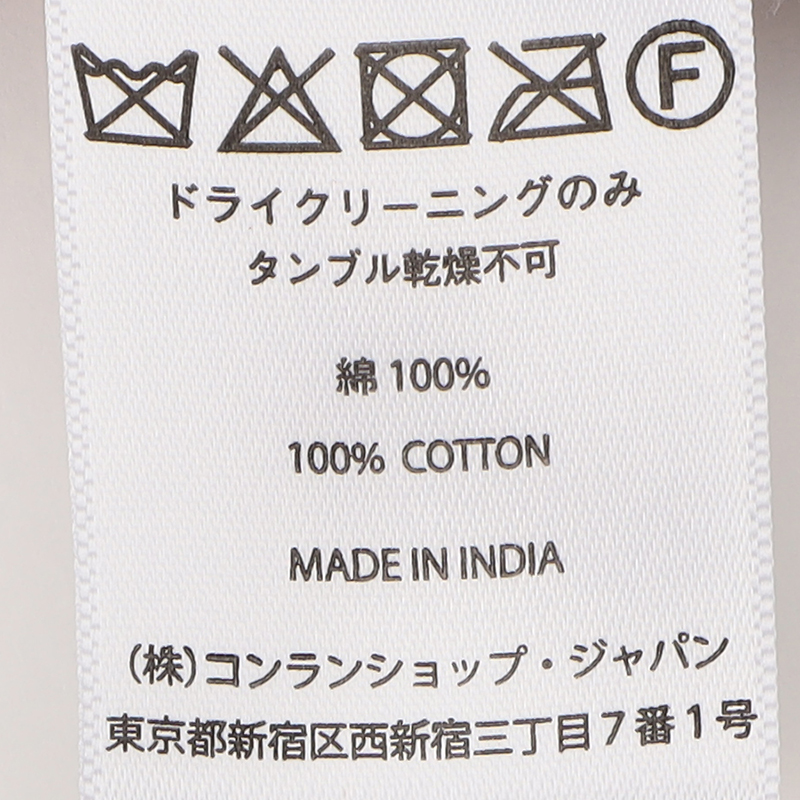 F
ドライクリーニングのみ
タンブル乾燥不可
綿 100%
100% COTTON
MADE IN INDIA
(株)コンランショップ・ジャパン
東京都新宿区西新宿三丁目7番1号